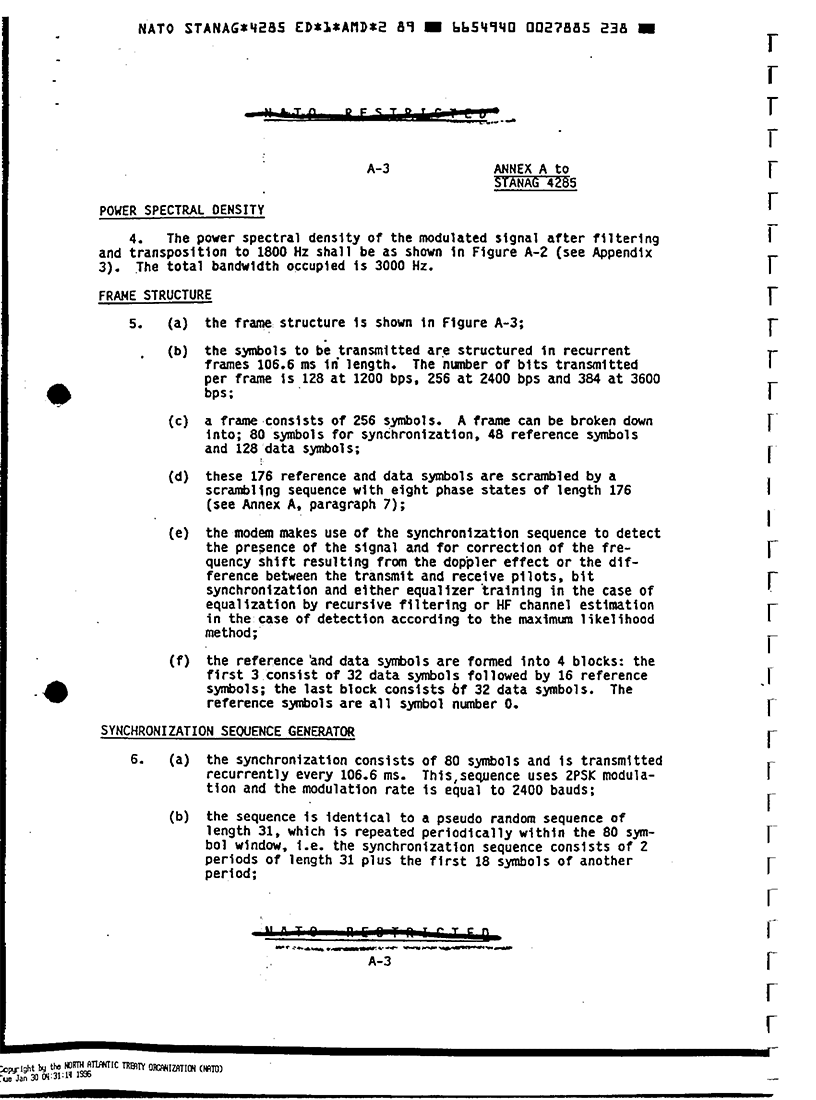 NATO STANAG*4285 ED*1*AMD*2 89 ■ 6654940 0027885 238 ■
NATO RESTRICTED
A-3
ANNEX A to
STANAG 4285
POWER SPECTRAL DENSITY
4. The power spectral density of the modulated signal after filtering
and transposition to 1800 Hz shall be as shown in Figure A-2 (see Appendix
3). The total bandwidth occupied is 3000 Hz.
FRAME STRUCTURE
5. (a) the frame structure is shown in Figure A-3;
(b) the symbols to be transmitted are structured in recurrent
frames 106.6 ms in length. The number of bits transmitted
per frame is 128 at 1200 bps, 256 at 2400 bps and 384 at 3600
bps;
(c) a frame consists of 256 symbols. A frame can be broken down
into; 80 symbols for synchronization, 48 reference symbols
and 128 data symbols;
(d) these 176 reference and data symbols are scrambled by a
scrambling sequence with eight phase states of length 176
(see Annex A, paragraph 7);
(e) the modem makes use of the synchronization sequence to detect
the presence of the signal and for correction of the fre-
quency shift resulting from the doppler effect or the dif-
ference between the transmit and receive pilots, bit
synchronization and either equalizer training in the case of
equalization by recursive filtering or HF channel estimation
in the case of detection according to the maximum likelihood
method;
(f) the reference and data symbols are formed into 4 blocks: the
first 3 consist of 32 data symbols followed by 16 reference
symbols; the last block consists of 32 data symbols. The
reference symbols are all symbol number 0.
SYNCHRONIZATION SEQUENCE GENERATOR
6. (a) the synchronization consists of 80 symbols and is transmitted
recurrently every 106.6 ms. This sequence uses 2PSK modula-
tion and the modulation rate is equal to 2400 bauds;
(b) the sequence is identical to a pseudo random sequence of
length 31, which is repeated periodically within the 80 sym-
bol window, i.e. the synchronization sequence consists of 2
periods of length 31 plus the first 18 symbols of another
period;
NATO RESTRICTED
A-3
Copyright by the NORTH ATLANTIC TREATY ORGANIZATION (NATO)
Tue Jan 30 04:31:14 1996